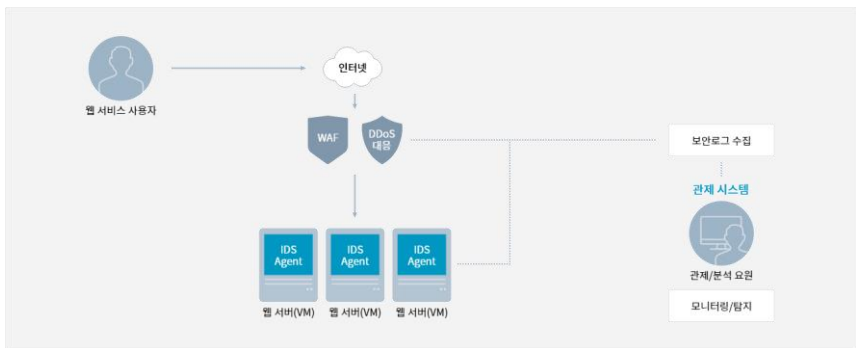 인터넷
웹 서비스 사용자
WAF
DDoS
대응
보안로그 수집
관제 시스템
IDS
Agent
IDS
Agent
IDS
Agent
관제/분석 요원
웹 서버(VM)
웹 서버(VM)
웹 서버(VM)
모니터링/탐지